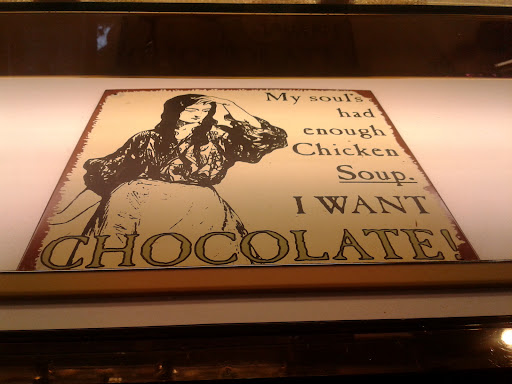 My soul's
had
enough
Chicken
Soup.
I WANT
CHOCOLATE!